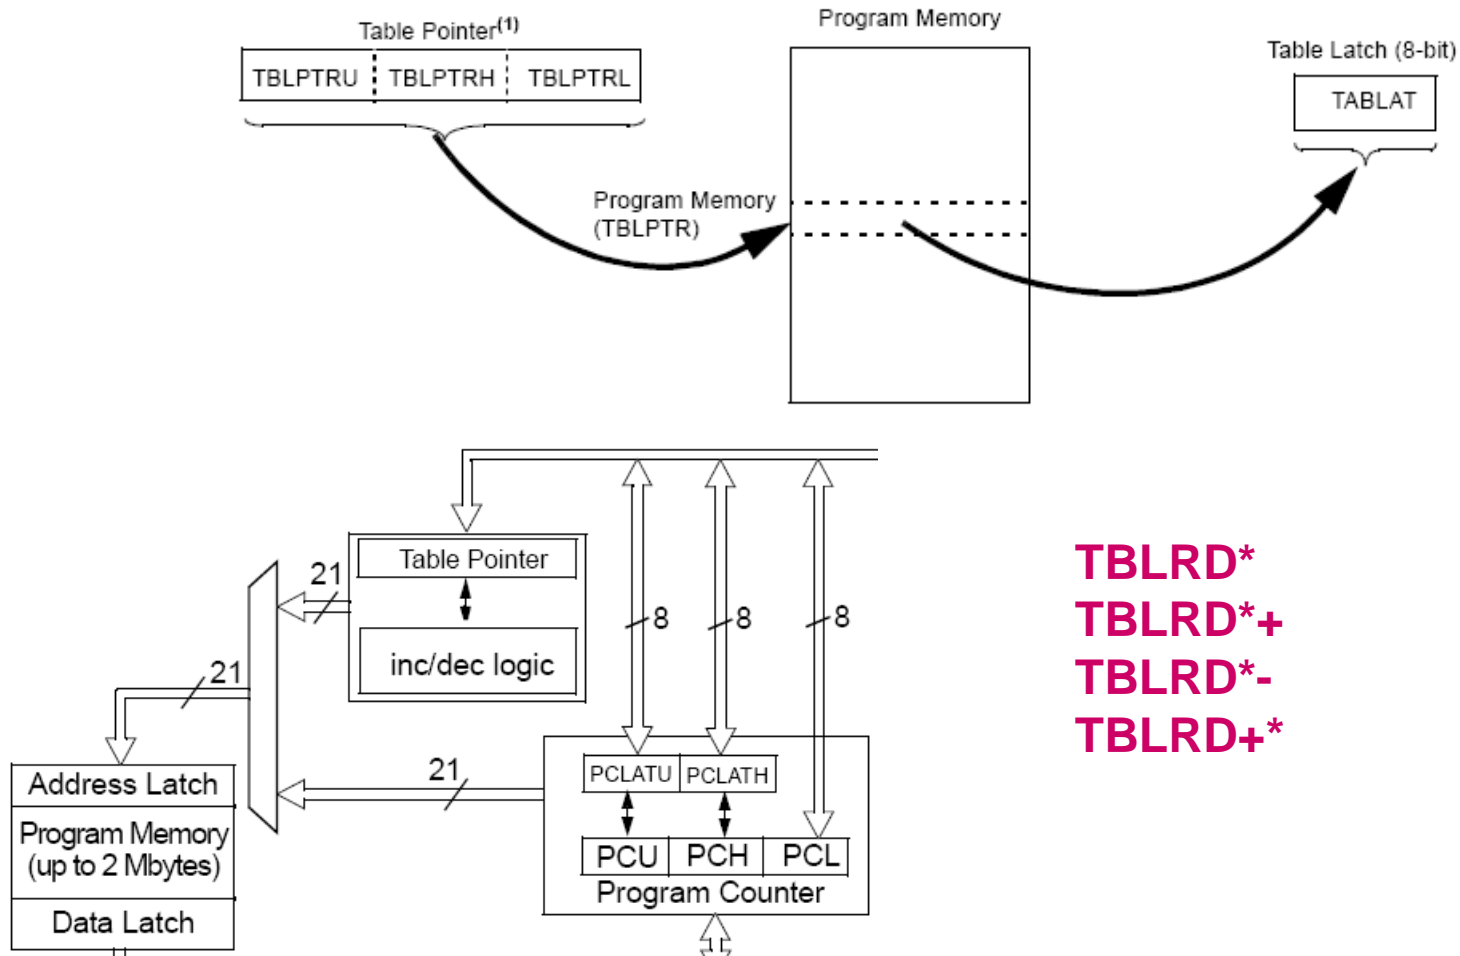 Program Memory
Table Pointer(1)
Table Latch (8-bit)
TBLPTRU TBLPTRH TBLPTRL
TABLAT
Program Memory
(TBLPTR)
Table Pointer
21
inc/dec logic
8 8 8
21
TBLRD*
TBLRD*+
TBLRD*-
TBLRD+*
21
PCLATU PCLATH
Address Latch
Program Memory
(up to 2 Mbytes)
Data Latch
PCU PCH PCL
Program Counter